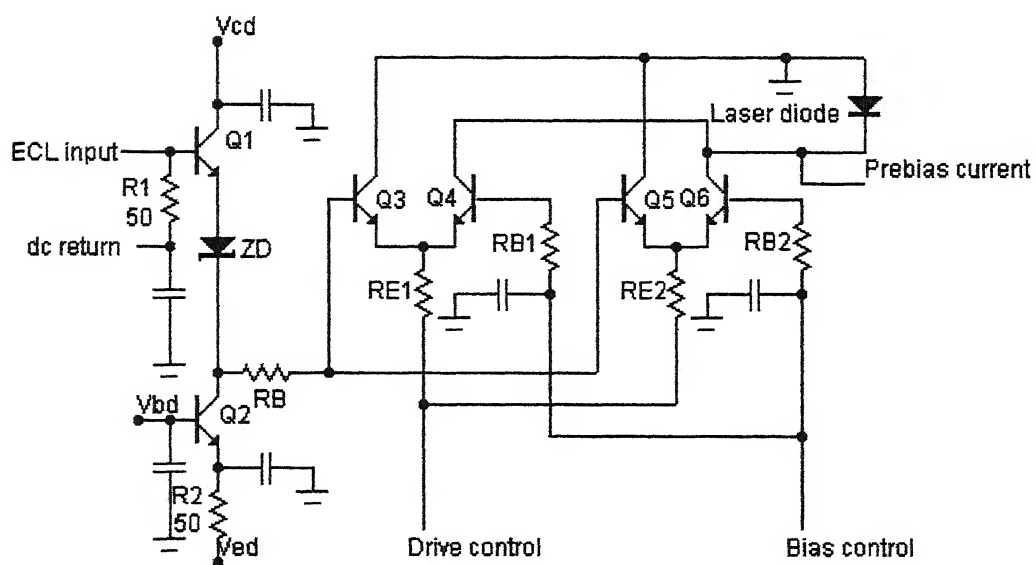 Vcd
Q1
ECL input
R1
50
dc return
ZD
Laser diode
Prebias current
Q3
Q4
Q5
Q6
RB1
RB2
RE1
RE2
RB
Vbd
Q2
R2
50
Ved
Drive control
Bias control